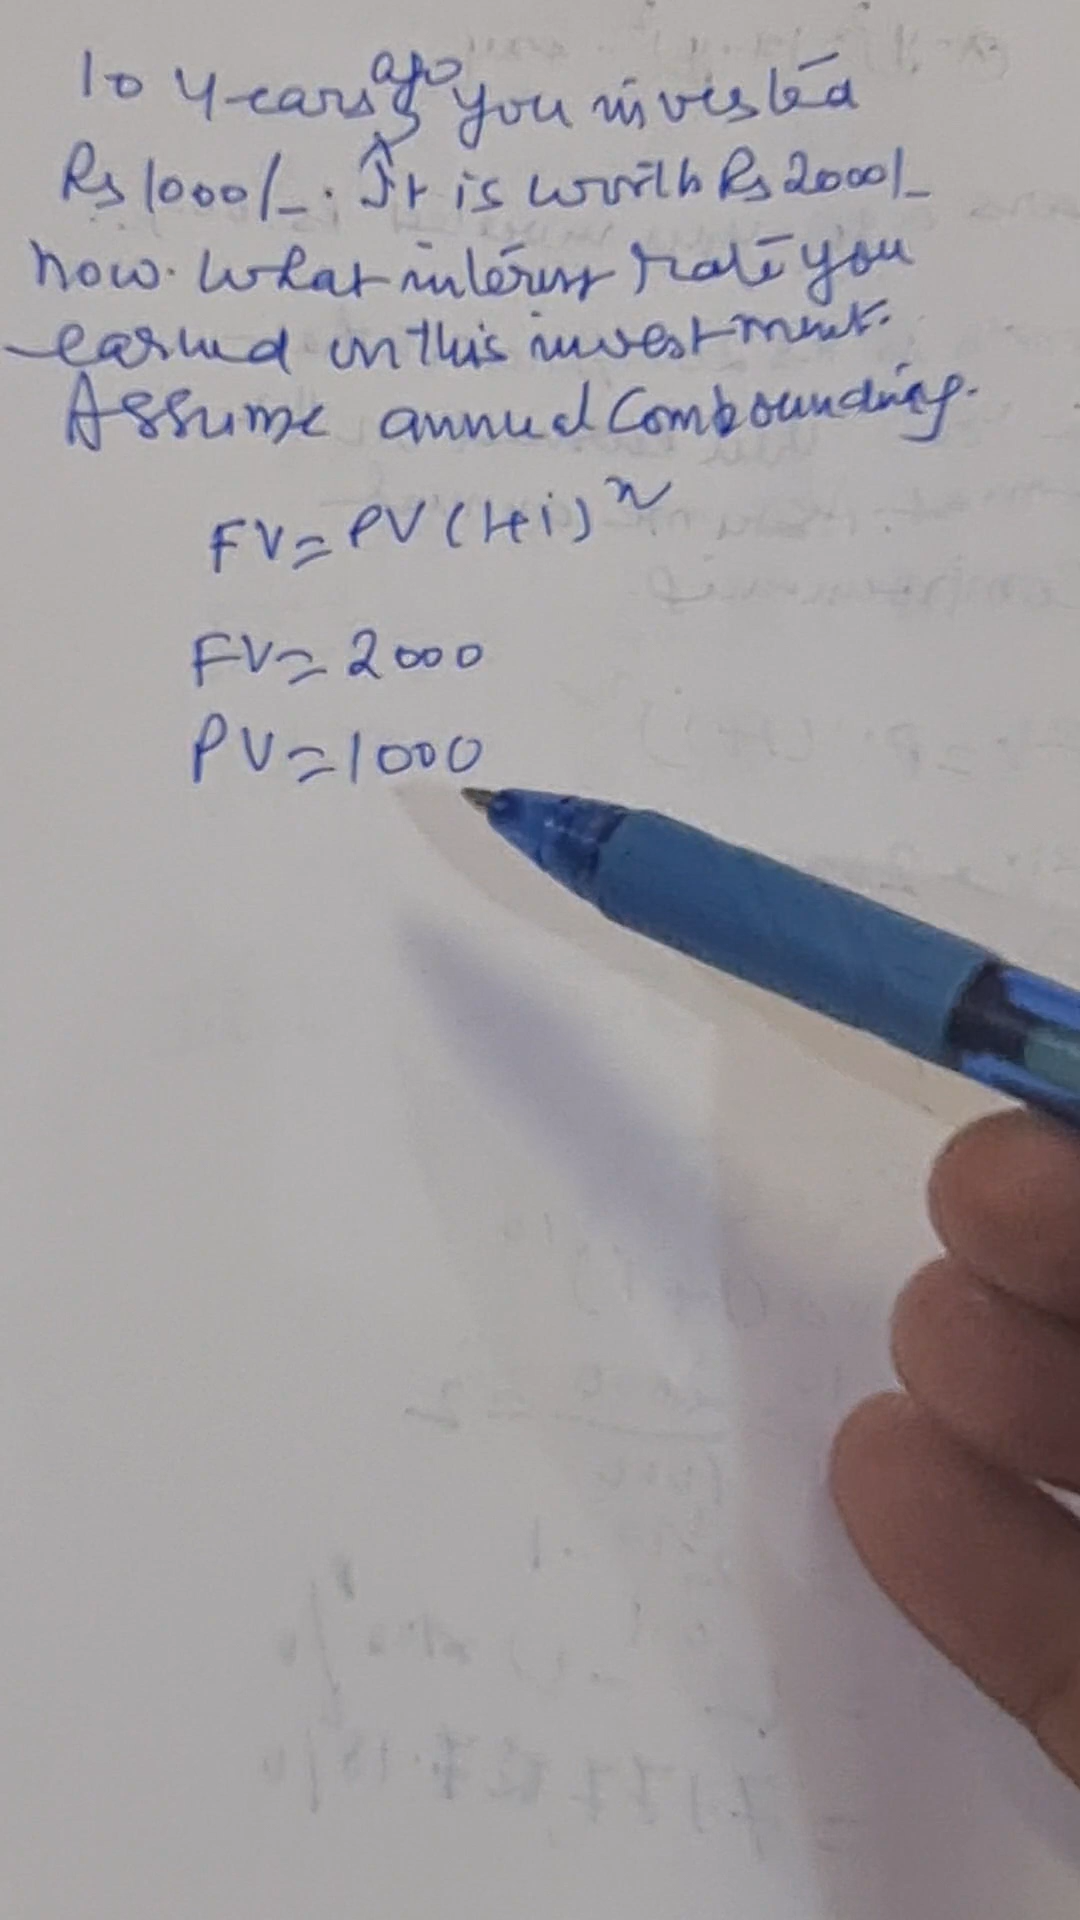 10 years ago you invested
Rs 1000/-. It is worth Rs 2000/-
now. What interest rate you
earned on this investment.
Assume annual Compounding.
FV = PV (1+i)^n
FV = 2000
PV = 1000